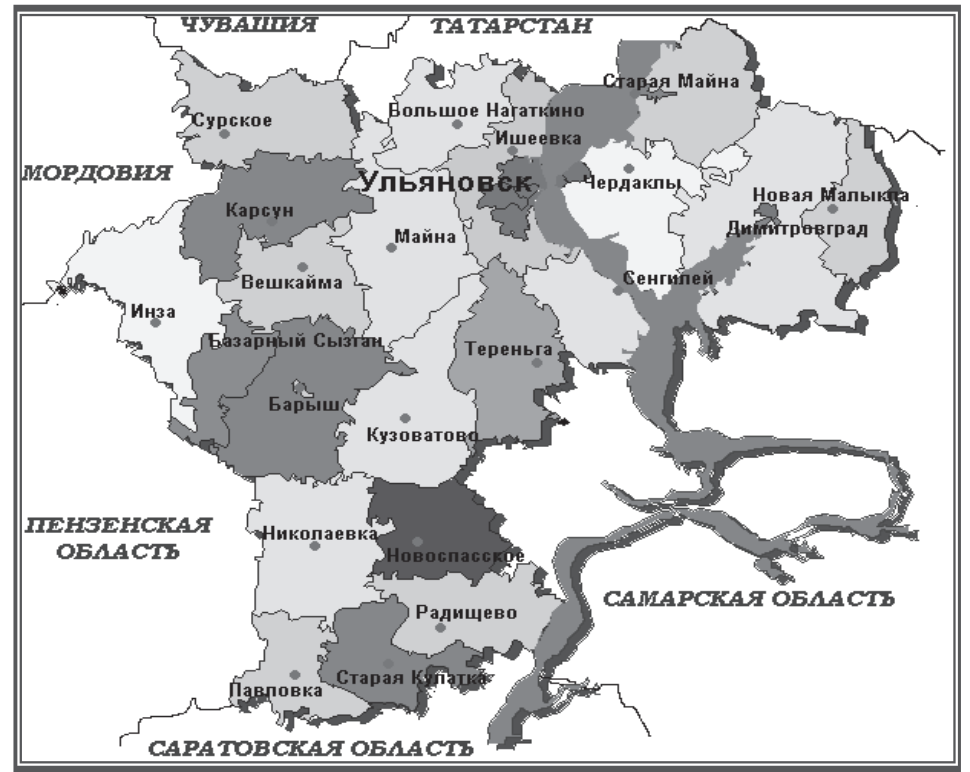 ЧУВАШИЯ
ТАТАРСТАН
Старая Майна
Большое Нагаткино
Сурское
Ишеевка
МОРДОВИЯ
Ульяновск
Чердаклы
Новая Малыкла
Карсун
Димитровград
Майна
Вешкайма
Сенгилей
Инза
Базарный Сызган
Тереньга
Барыш
Кузоватово
ПЕНЗЕНСКАЯ
ОБЛАСТЬ
Николаевка
Новоспасское
САМАРСКАЯ ОБЛАСТЬ
Радищево
Старая Кулатка
Павловка
САРАТОВСКАЯ ОБЛАСТЬ